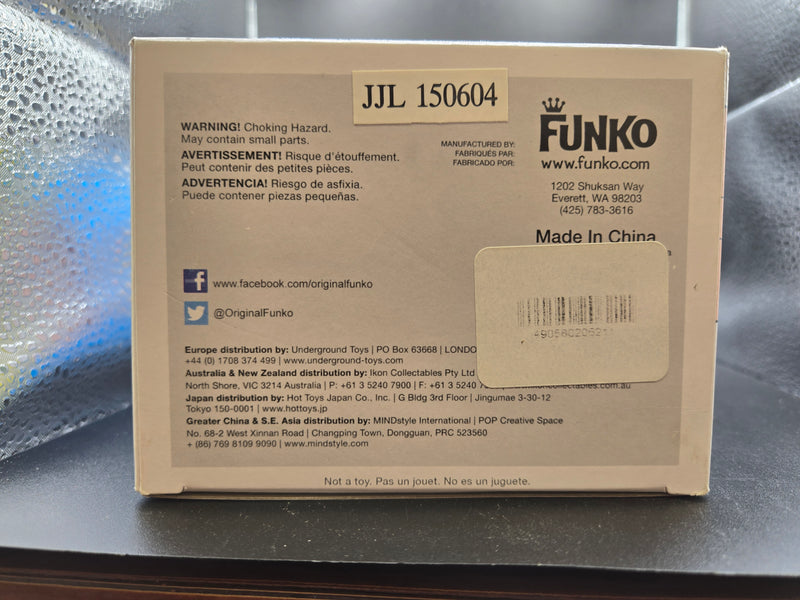 JJL 150604
WARNING! Choking Hazard.
May contain small parts.
AVERTISSEMENT! Risque d'étouffement.
Peut contenir des petites pièces.
ADVERTENCIA! Riesgo de asfixia.
Puede contener piezas pequeñas.
MANUFACTURED BY:
FABRIQUÉS PAR:
FABRICADO POR:
FUNKO
www.funko.com
1202 Shuksan Way
Everett, WA 98203
(425) 783-3616
Made In China
www.facebook.com/originalfunko
@OriginalFunko
Europe distribution by: Underground Toys | PO Box 63668 | LONDO
+44 (0) 1708 374 499 | www.underground-toys.com
Australia & New Zealand distribution by: Ikon Collectables Pty Ltd
North Shore, VIC 3214 Australia | P: +61 3 5240 7900 | F: +61 3 5240
Japan distribution by: Hot Toys Japan Co., Inc. | G Bldg 3rd Floor | Jingumae 3-30-12
Tokyo 150-0001 | www.hottoys.jp
Greater China & S.E. Asia distribution by: MINDstyle International | POP Creative Space
No. 68-2 West Xinnan Road | Changping Town, Dongguan, PRC 523560
+ (86) 769 8109 9090 | www.mindstyle.com
Not a toy. Pas un jouet. No es un juguete.